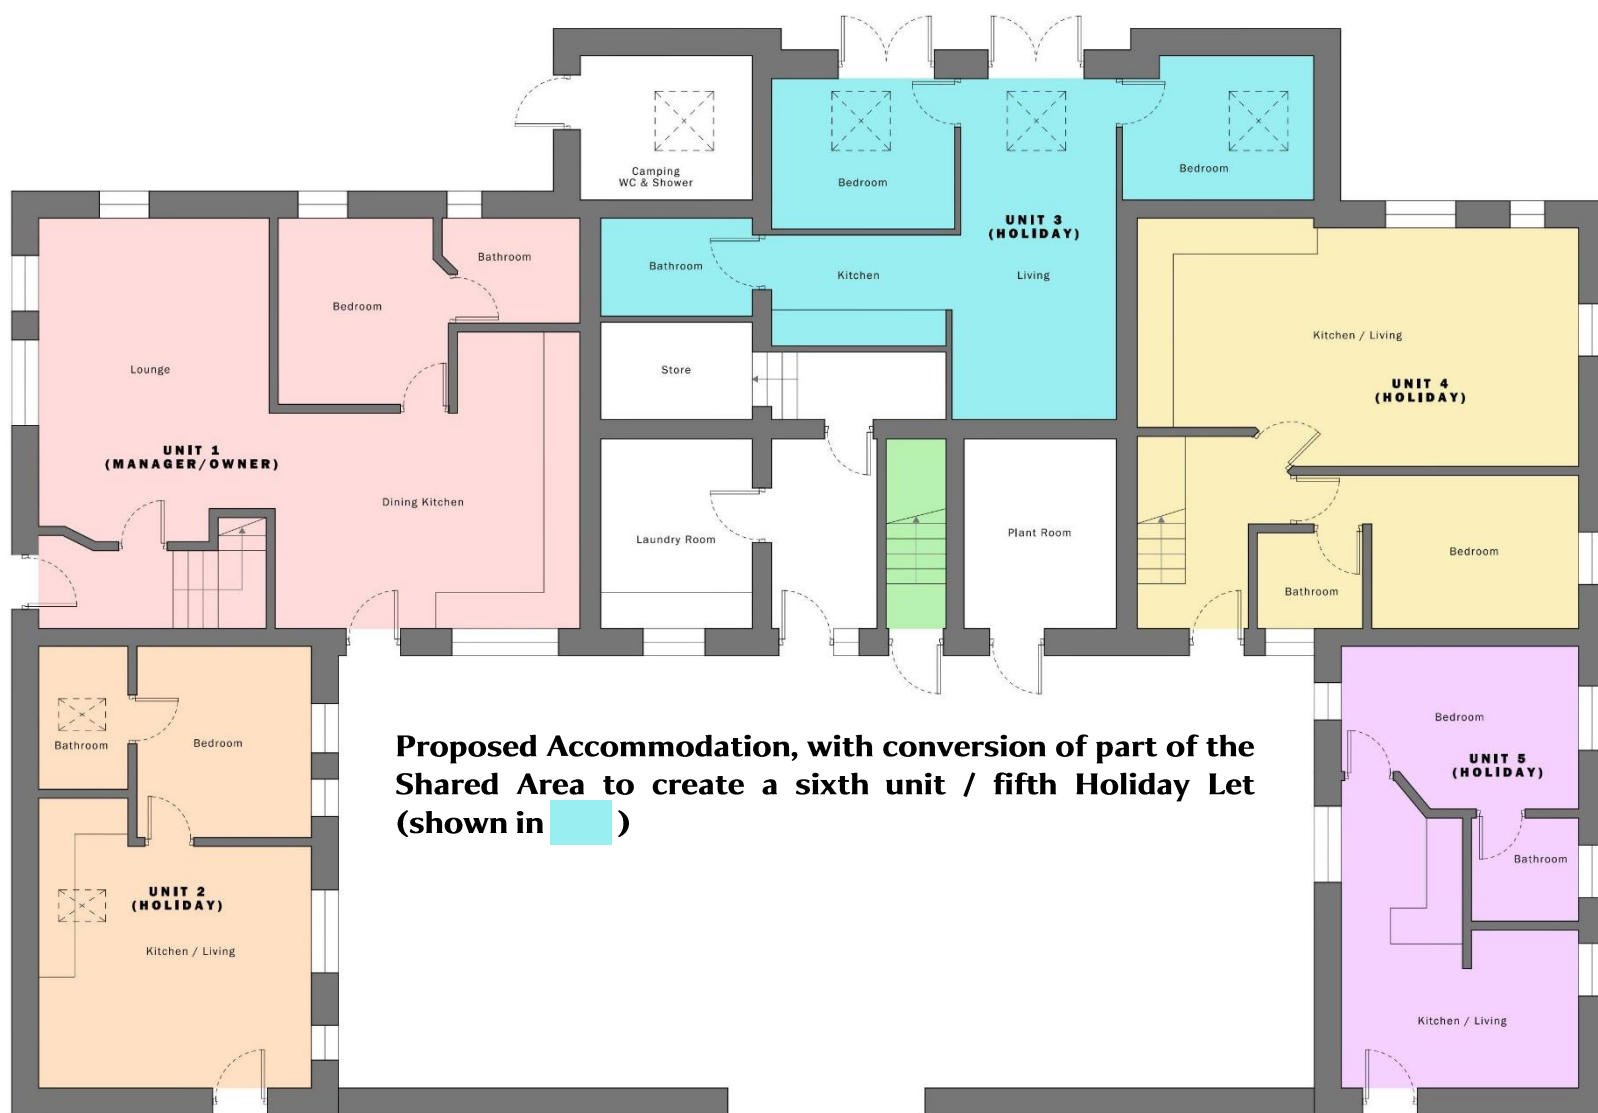 Camping
WC & Shower
Bedroom
Bedroom
UNIT 3
(HOLIDAY)
Bathroom
Bathroom
Kitchen
Living
Bedroom
Kitchen / Living
Lounge
Store
UNIT 4
(HOLIDAY)
UNIT 1
(MANAGER/OWNER)
Dining Kitchen
Laundry Room
Plant Room
Bedroom
Bathroom
Bathroom
Bedroom
Proposed Accommodation, with conversion of part of the
Shared Area to create a sixth unit / fifth Holiday Let
(shown in )
Bedroom
UNIT 5
(HOLIDAY)
Bathroom
UNIT 2
(HOLIDAY)
Kitchen / Living
Kitchen / Living